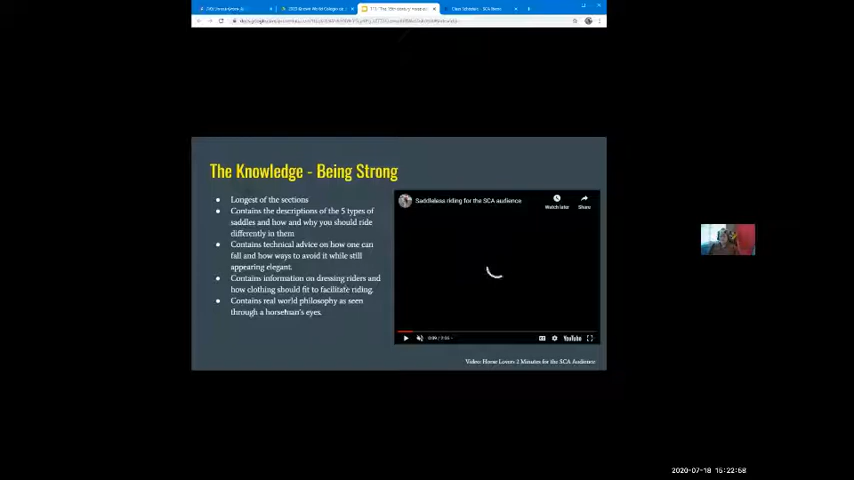 The Knowledge - Being Strong
Longest of the sections
Contains the descriptions of the 5 types of
saddles and how and why you should ride
differently in them
Contains technical advice on how one can
fall and how ways to avoid it while still
appearing elegant.
Contains information on dressing riders and
how clothing should fit to facilitate riding.
Contains real world philosophy as seen
through a horseman's eyes.
Saddleless riding for the SCA audience
Watch later
Share
YouTube
Video: Horse Lovers 2 Minutes for the SCA Audience
2020-07-18 15:22:58